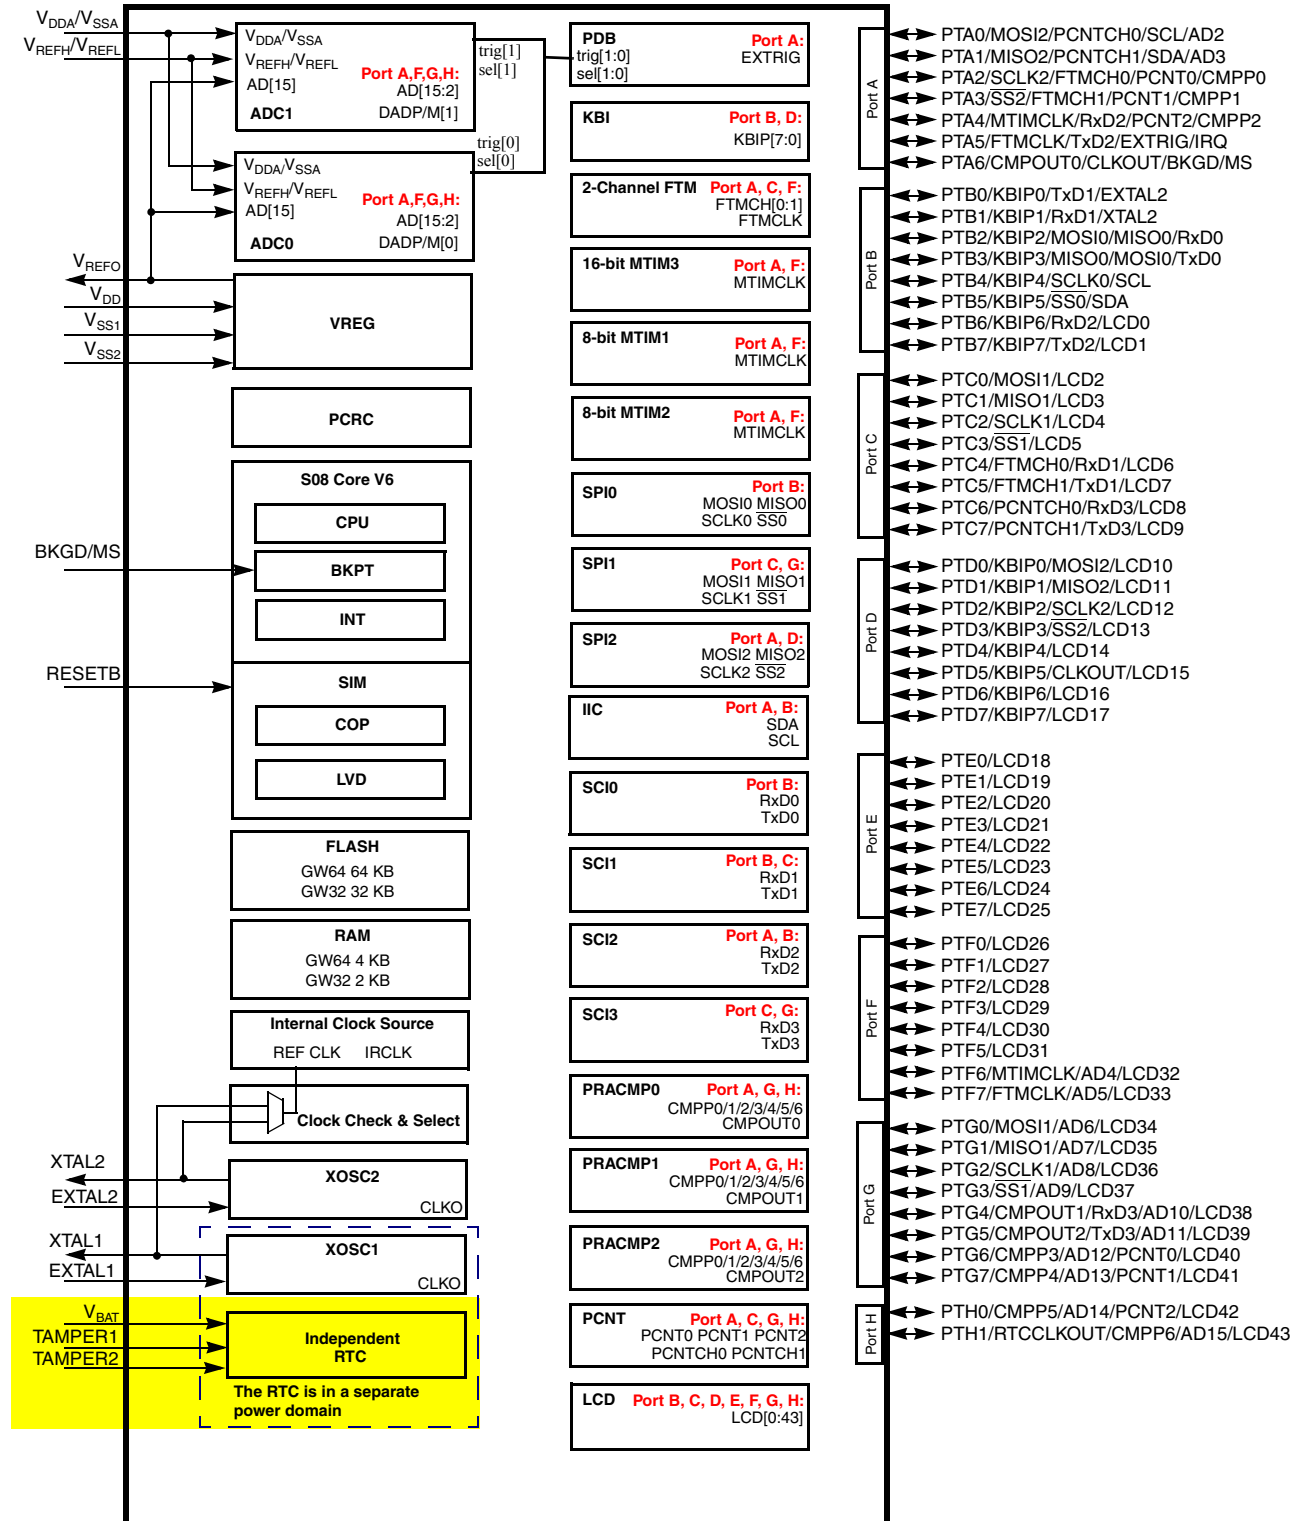 VDDA/VSSA
VREFH/VREFL
VDDA/VSSA
VREFH/VREFL
AD[15]
Port A,F,G,H:
AD[15:2]
DADP/M[1]
ADC1
trig[1]
sel[1]
VDDA/VSSA
VREFH/VREFL
AD[15]
Port A,F,G,H:
AD[15:2]
DADP/M[0]
ADC0
trig[0]
sel[0]
VREFO
VDD
VSS1
VSS2
VREG
PCRC
S08 Core V6
CPU
BKPT
INT
BKGD/MS
RESETB
SIM
COP
LVD
FLASH
GW64 64 KB
GW32 32 KB
RAM
GW64 4 KB
GW32 2 KB
Internal Clock Source
REF CLK IRCLK
Clock Check & Select
XTAL2
EXTAL2
XOSC2
CLKO
XTAL1
EXTAL1
XOSC1
CLKO
VBAT
TAMPER1
TAMPER2
Independent
RTC
The RTC is in a separate
power domain
PDB Port A:
trig[1:0] EXTRIG
sel[1:0]
KBI Port B, D:
KBIP[7:0]
2-Channel FTM Port A, C, F:
FTMCH[0:1]
FTMCLK
16-bit MTIM3 Port A, F:
MTIMCLK
8-bit MTIM1 Port A, F:
MTIMCLK
8-bit MTIM2 Port A, F:
MTIMCLK
SPI0 Port B:
MOSI0 MISO0
SCLK0 SS0
SPI1 Port C, G:
MOSI1 MISO1
SCLK1 SS1
SPI2 Port A, D:
MOSI2 MISO2
SCLK2 SS2
IIC Port A, B:
SDA
SCL
SCI0 Port B:
RxD0
TxD0
SCI1 Port B, C:
RxD1
TxD1
SCI2 Port A, B:
RxD2
TxD2
SCI3 Port C, G:
RxD3
TxD3
PRACMP0 Port A, G, H:
CMPP0/1/2/3/4/5/6
CMPOUT0
PRACMP1 Port A, G, H:
CMPP0/1/2/3/4/5/6
CMPOUT1
PRACMP2 Port A, G, H:
CMPP0/1/2/3/4/5/6
CMPOUT2
PCNT Port A, C, G, H:
PCNT0 PCNT1 PCNT2
PCNTCH0 PCNTCH1
LCD Port B, C, D, E, F, G, H:
LCD[0:43]
Port A
PTA0/MOSI2/PCNTCH0/SCL/AD2
PTA1/MISO2/PCNTCH1/SDA/AD3
PTA2/SCLK2/FTMCH0/PCNT0/CMPP0
PTA3/SS2/FTMCH1/PCNT1/CMPP1
PTA4/MTIMCLK/RxD2/PCNT2/CMPP2
PTA5/FTMCLK/TxD2/EXTRIG/IRQ
PTA6/CMPOUT0/CLKOUT/BKGD/MS
Port B
PTB0/KBIP0/TxD1/EXTAL2
PTB1/KBIP1/RxD1/XTAL2
PTB2/KBIP2/MOSI0/MISO0/RxD0
PTB3/KBIP3/MISO0/MOSI0/TxD0
PTB4/KBIP4/SCLK0/SCL
PTB5/KBIP5/SS0/SDA
PTB6/KBIP6/RxD2/LCD0
PTB7/KBIP7/TxD2/LCD1
Port C
PTC0/MOSI1/LCD2
PTC1/MISO1/LCD3
PTC2/SCLK1/LCD4
PTC3/SS1/LCD5
PTC4/FTMCH0/RxD1/LCD6
PTC5/FTMCH1/TxD1/LCD7
PTC6/PCNTCH0/RxD3/LCD8
PTC7/PCNTCH1/TxD3/LCD9
Port D
PTD0/KBIP0/MOSI2/LCD10
PTD1/KBIP1/MISO2/LCD11
PTD2/KBIP2/SCLK2/LCD12
PTD3/KBIP3/SS2/LCD13
PTD4/KBIP4/LCD14
PTD5/KBIP5/CLKOUT/LCD15
PTD6/KBIP6/LCD16
PTD7/KBIP7/LCD17
Port E
PTE0/LCD18
PTE1/LCD19
PTE2/LCD20
PTE3/LCD21
PTE4/LCD22
PTE5/LCD23
PTE6/LCD24
PTE7/LCD25
Port F
PTF0/LCD26
PTF1/LCD27
PTF2/LCD28
PTF3/LCD29
PTF4/LCD30
PTF5/LCD31
PTF6/MTIMCLK/AD4/LCD32
PTF7/FTMCLK/AD5/LCD33
Port G
PTG0/MOSI1/AD6/LCD34
PTG1/MISO1/AD7/LCD35
PTG2/SCLK1/AD8/LCD36
PTG3/SS1/AD9/LCD37
PTG4/CMPOUT1/RxD3/AD10/LCD38
PTG5/CMPOUT2/TxD3/AD11/LCD39
PTG6/CMPP3/AD12/PCNT0/LCD40
PTG7/CMPP4/AD13/PCNT1/LCD41
Port H
PTH0/CMPP5/AD14/PCNT2/LCD42
PTH1/RTCCLKOUT/CMPP6/AD15/LCD43